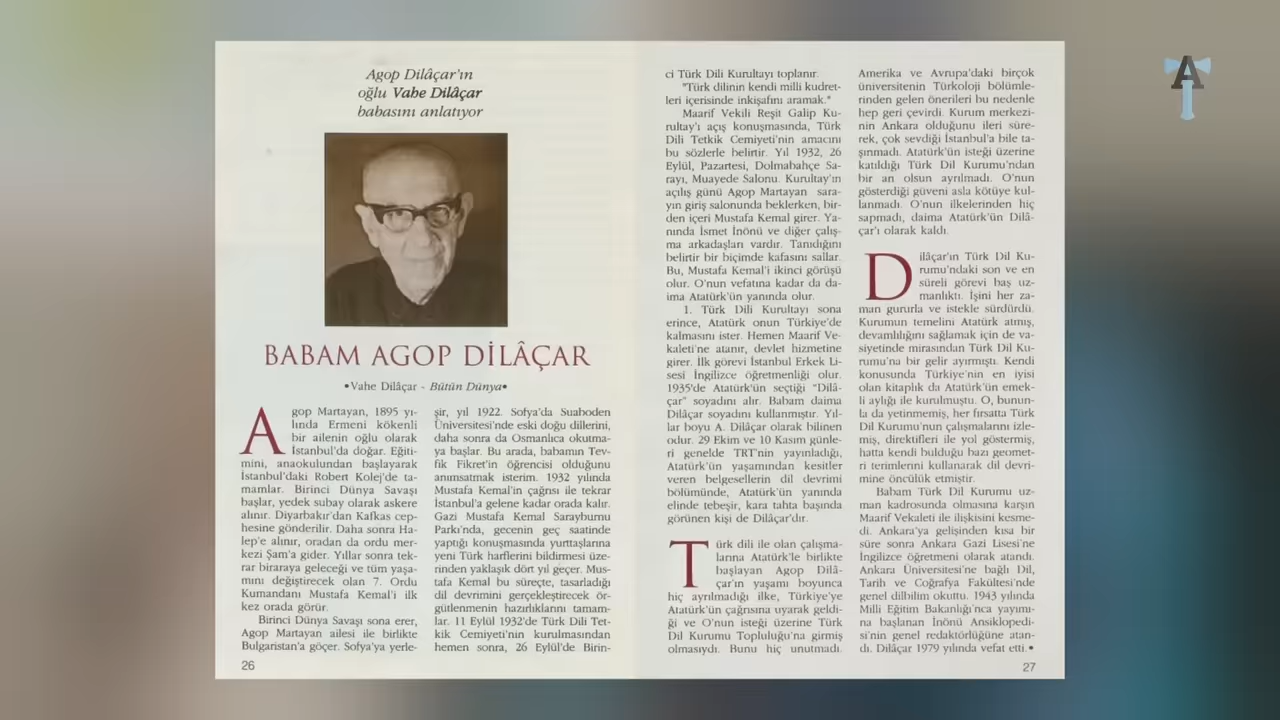 Agop Dilâçar'ın
oğlu Vahe Dilâçar
babasını anlatıyor
BABAM AGOP DİLÂÇAR
•Vahe Dilâçar - Bütün Dünya•
Agop Martayan, 1895 yı-
lında Ermeni kökenli
bir ailenin oğlu olarak
İstanbul'da doğar. Eğiti-
mini, anaokulundan başlayarak
İstanbul'daki Robert Kolej'de ta-
mamlar. Birinci Dünya Savaşı
başlar, yedek subay olarak askere
alınır. Diyarbakır'dan Kafkas cep-
hesine gönderilir. Daha sonra Ha-
lep'e alınır, oradan da ordu mer-
kezi Şam'a gider. Yıllar sonra tek-
rar biraraya geleceği ve tüm yaşa-
mını değiştirecek olan 7. Ordu
Kumandanı Mustafa Kemal'i ilk
kez orada görür.
Birinci Dünya Savaşı sona erer,
Agop Martayan ailesi ile birlikte
Bulgaristan'a göçer. Sofya'ya yerle-
şir, yıl 1922. Sofya'da Suaboden
Üniversitesi'nde eski doğu dillerini,
daha sonra da Osmanlıca okutma-
ya başlar. Bu arada, babamın Tev-
fik Fikret'in öğrencisi olduğunu
anımsatmak isterim. 1932 yılında
Mustafa Kemal'in çağrısı ile tekrar
İstanbul'a gelene kadar orada kalır.
Gazi Mustafa Kemal Sarayburnu
Parkı'nda, gecenin geç saatinde
yaptığı konuşmasında yurttaşlarına
yeni Türk harflerini bildirmesi üze-
rinden yaklaşık dört yıl geçer. Mus-
tafa Kemal bu süreçte, tasarladığı
dil devrimini gerçekleştirecek ör-
gütlenmenin hazırlıklarını tamam-
lar. 11 Eylül 1932'de Türk Dili Tet-
kik Cemiyeti'nin kurulmasından
hemen sonra, 26 Eylül'de Birin-
26
ci Türk Dili Kurultayı toplanır.
"Türk dilinin kendi milli kudret-
leri içerisinde inkişafını aramak."
Maarif Vekili Reşit Galip Ku-
rultay'ı açış konuşmasında, Türk
Dili Tetkik Cemiyeti'nin amacını
bu sözlerle belirtir. Yıl 1932, 26
Eylül, Pazartesi, Dolmabahçe Sa-
rayı, Muayede Salonu. Kurultay'ın
açılış günü Agop Martayan sara-
yın giriş salonunda beklerken, bir-
den içeri Mustafa Kemal girer. Ya-
nında İsmet İnönü ve diğer çalış-
ma arkadaşları vardır. Tanıdığını
belirtir bir biçimde kafasını sallar.
Bu, Mustafa Kemal'i ikinci görüşü
olur. O'nun vefatına kadar da da-
ima Atatürk'ün yanında olur.
1. Türk Dili Kurultayı sona
erince, Atatürk onun Türkiye'de
kalmasını ister. Hemen Maarif Ve-
kaleti'ne atanır, devlet hizmetine
girer. İlk görevi İstanbul Erkek Li-
sesi İngilizce öğretmenliği olur.
1935'de Atatürk'ün seçtiği "Dilâ-
çar" soyadını alır. Babam daima
Dilâçar soyadını kullanmıştır. Yıl-
lar boyu A. Dilâçar olarak bilinen
odur. 29 Ekim ve 10 Kasım günle-
ri genelde TRT'nin yayınladığı,
Atatürk'ün yaşamından kesitler
veren belgesellerin dil devrimi
bölümünde, Atatürk'ün yanında
elinde tebeşir, kara tahta başında
görünen kişi de Dilâçar'dır.
Türk dili ile olan çalışma-
larına Atatürk'le birlikte
başlayan Agop Dilâ-
çar'ın yaşamı boyunca
hiç ayrılmadığı ilke, Türkiye'ye
Atatürk'ün çağrısına uyarak geldi-
ği ve O'nun isteği üzerine Türk
Dil Kurumu Topluluğu'na girmiş
olmasıydı. Bunu hiç unutmadı.
Amerika ve Avrupa'daki birçok
üniversitenin Türkoloji bölümle-
rinden gelen önerileri bu nedenle
hep geri çevirdi. Kurum merkezi-
nin Ankara olduğunu ileri süre-
rek, çok sevdiği İstanbul'a bile ta-
şınmadı. Atatürk'ün isteği üzerine
katıldığı Türk Dil Kurumu'ndan
bir an olsun ayrılmadı. O'nun
gösterdiği güveni asla kötüye kul-
lanmadı. O'nun ilkelerinden hiç
sapmadı, daima Atatürk'ün Dilâ-
çar'ı olarak kaldı.
Dilâçar'ın Türk Dil Ku-
rumu'ndaki son ve en
süreli görevi baş uz-
manlıktı. İşini her za-
man gururla ve istekle sürdürdü.
Kurumun temelini Atatürk atmış,
devamlılığını sağlamak için de va-
siyetinde mirasından Türk Dil Ku-
rumu'na bir gelir ayırmıştı. Kendi
konusunda Türkiye'nin en iyisi
olan kitaplık da Atatürk'ün emek-
li aylığı ile kurulmuştu. O, bunun-
la da yetinmemiş, her fırsatta Türk
Dil Kurumu'nun çalışmalarını izle-
miş, direktifleri ile yol göstermiş,
hatta kendi bulduğu bazı geomet-
ri terimlerini kullanarak dil devri-
mine öncülük etmiştir.
Babam Türk Dil Kurumu uz-
man kadrosunda olmasına karşın
Maarif Vekaleti ile ilişkisini kesme-
di. Ankara'ya gelişinden kısa bir
süre sonra Ankara Gazi Lisesi'ne
İngilizce öğretmeni olarak atandı.
Ankara Üniversitesi'ne bağlı Dil,
Tarih ve Coğrafya Fakültesi'nde
genel dilbilim okuttu. 1943 yılında
Milli Eğitim Bakanlığı'nca yayımı-
na başlanan İnönü Ansiklopedi-
si'nin genel redaktörlüğüne atan-
dı. Dilâçar 1979 yılında vefat etti.•
27
A